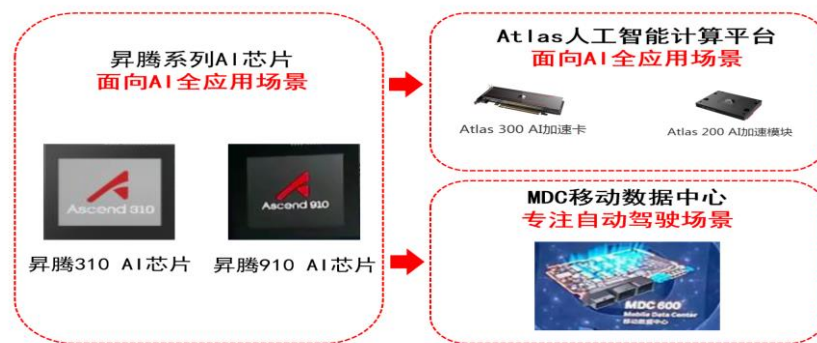 昇腾系列AI芯片
面向AI全应用场景
Ascend 310
Ascend 910
昇腾310 AI芯片
昇腾910 AI芯片
Atlas人工智能计算平台
面向AI全应用场景
Atlas 300 AI加速卡
Atlas 200 AI加速模块
MDC移动数据中心
专注自动驾驶场景
MDC 600
Mobile Data Center
移动数据中心